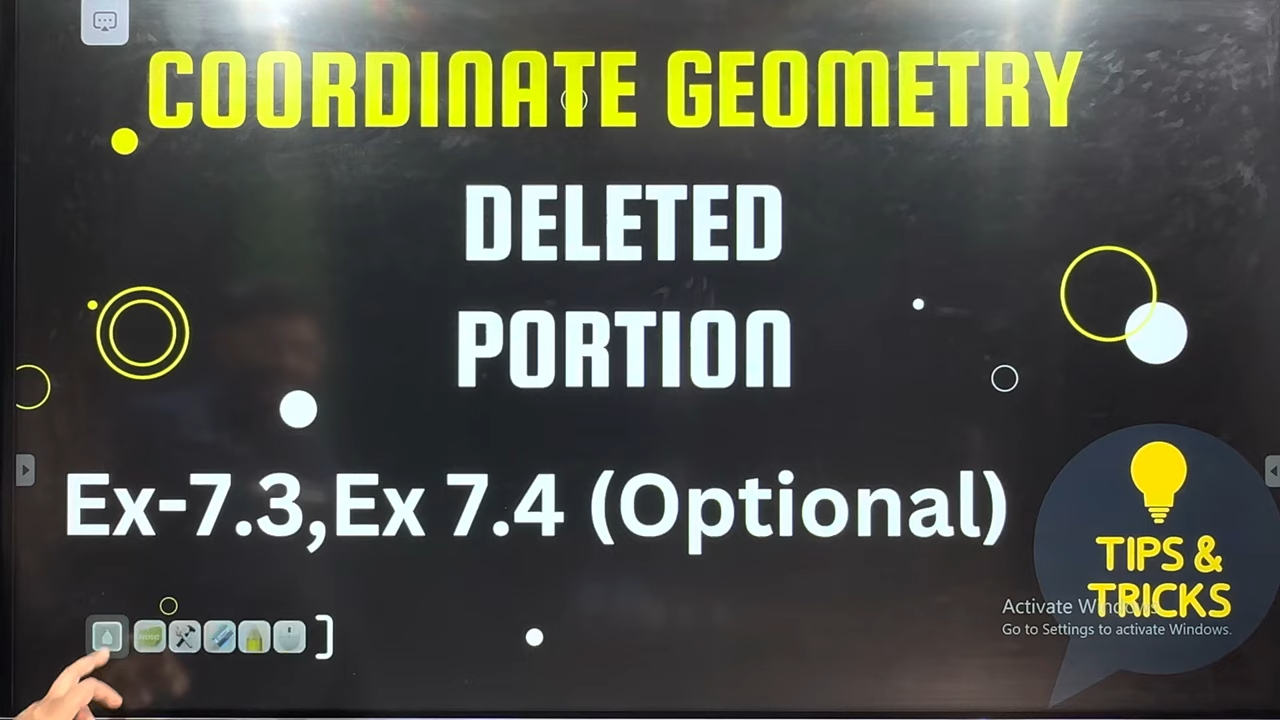 COORDINATE GEOMETRY
DELETED
PORTION
Ex-7.3,Ex 7.4 (Optional)
TIPS &
TRICKS
Activate Windows
Go to Settings to activate Windows.